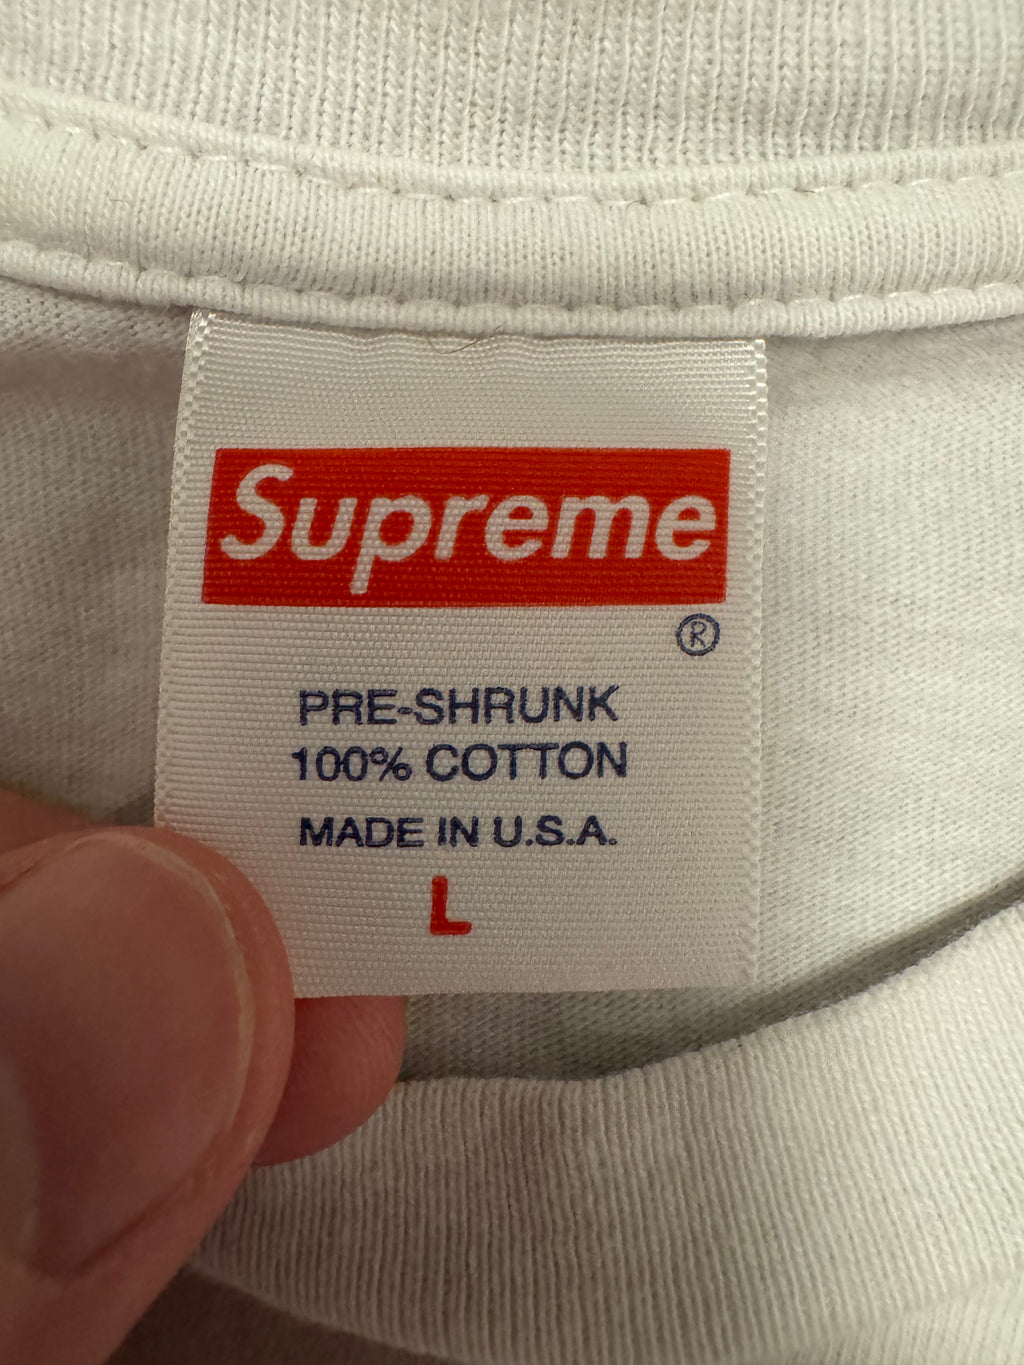 Supreme
®
PRE-SHRUNK
100% COTTON
MADE IN U.S.A.
L